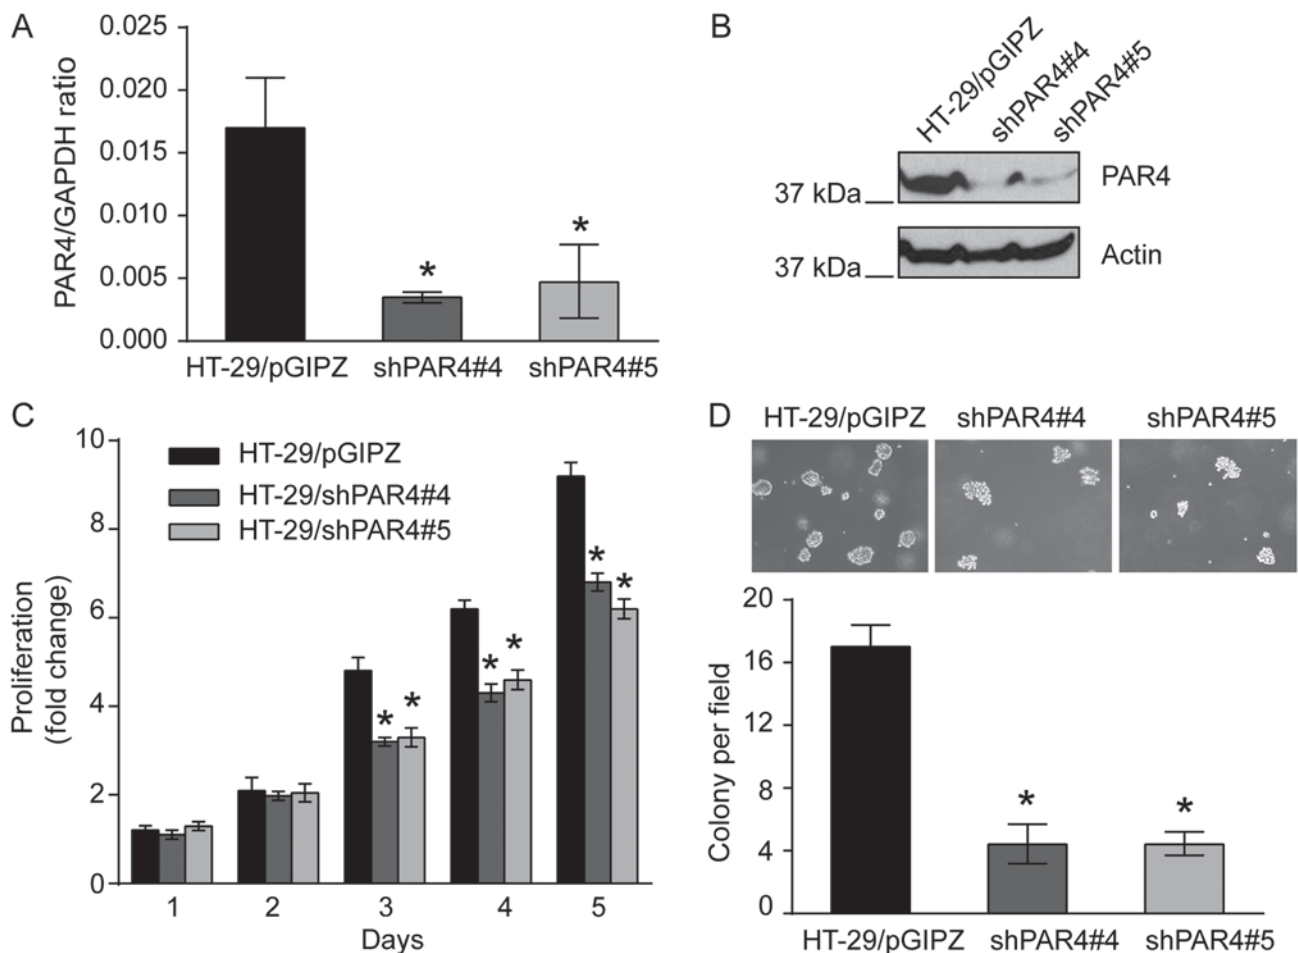 A
PAR4/GAPDH ratio
0.025
0.020
0.015
0.010
0.005
0.000
*
*
HT-29/pGIPZ
shPAR4#4
shPAR4#5
B
HT-29/pGIPZ
shPAR4#4
shPAR4#5
37 kDa
PAR4
37 kDa
Actin
C
Proliferation
(fold change)
10
8
6
4
2
0
HT-29/pGIPZ
HT-29/shPAR4#4
HT-29/shPAR4#5
* *
* *
* *
1 2 3 4 5
Days
D
HT-29/pGIPZ shPAR4#4 shPAR4#5
Colony per field
20
16
12
8
4
0
*
*
HT-29/pGIPZ
shPAR4#4
shPAR4#5